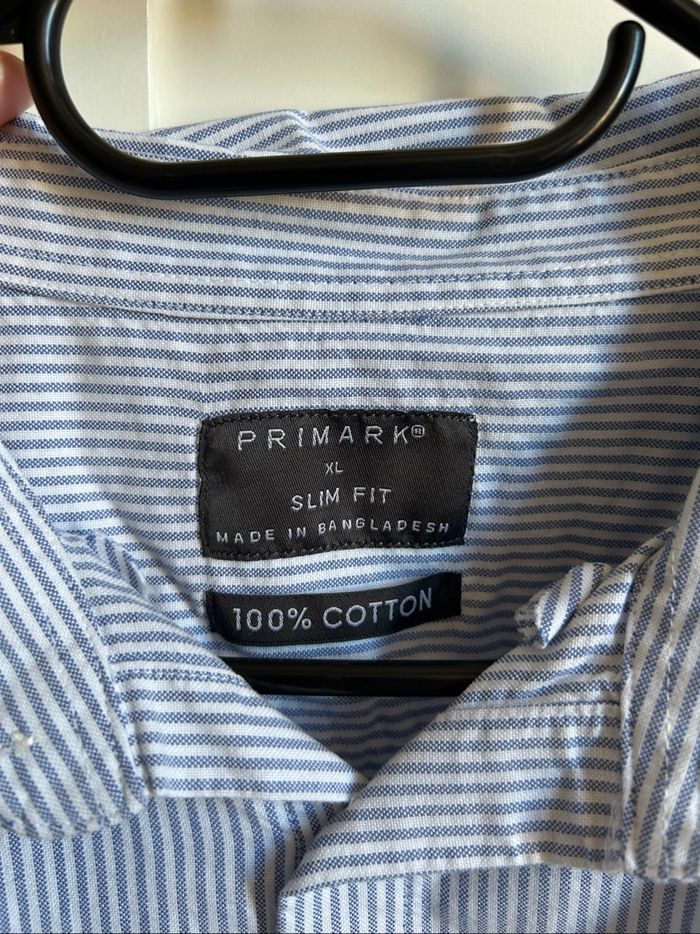 PRIMARK®
XL
SLIM FIT
MADE IN BANGLADESH
100% COTTON